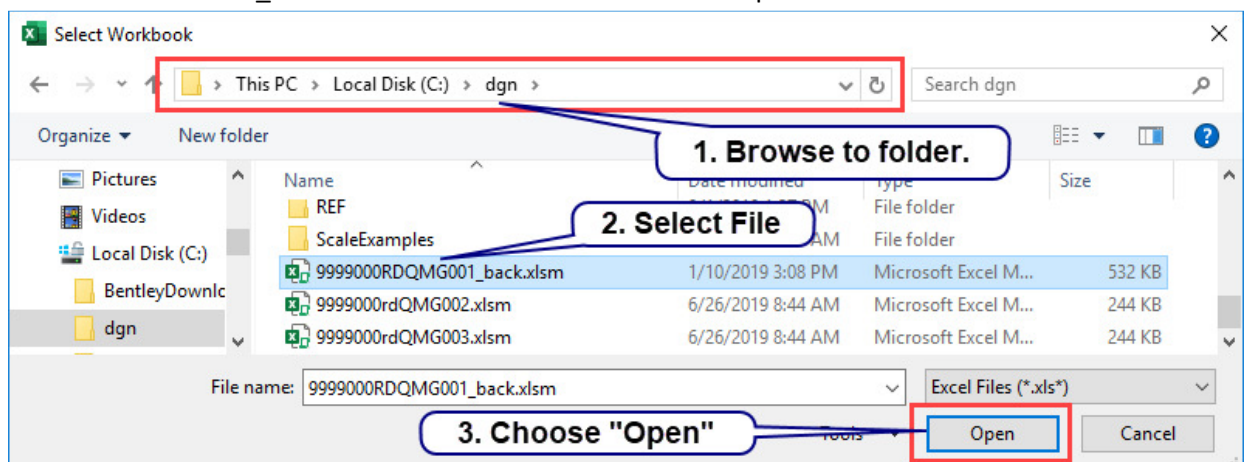 _
Select Workbook
This PC > Local Disk (C:) > dgn >
Search dgn
Organize
New folder
1. Browse to folder.
Pictures
Name
Date modified
Type
Size
REF
File folder
Videos
2. Select File
ScaleExamples
AM
File folder
Local Disk (C:)
9999000RDQMG001_back.xlsm
1/10/2019 3:08 PM
Microsoft Excel M...
532 KB
BentleyDownlc
9999000rdQMG002.xlsm
6/26/2019 8:44 AM
Microsoft Excel M...
244 KB
dgn
9999000rdQMG003.xlsm
6/26/2019 8:44 AM
Microsoft Excel M...
244 KB
File name:
9999000RDQMG001_back.xlsm
Excel Files (*.xls*)
3. Choose "Open"
Tools
Open
Cancel